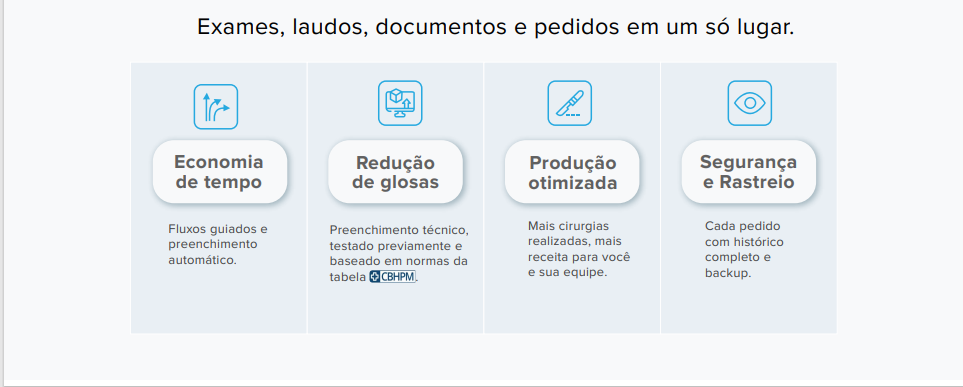 Exames, laudos, documentos e pedidos em um só lugar.
Economia
de tempo
Fluxos guiados e
preenchimento
automático.
Redução
de glosas
Preenchimento técnico,
testado previamente e
baseado em normas da
tabela CBHPM.
Produção
otimizada
Mais cirurgias
realizadas, mais
receita para você
e sua equipe.
Segurança
e Rastreio
Cada pedido
com histórico
completo e
backup.